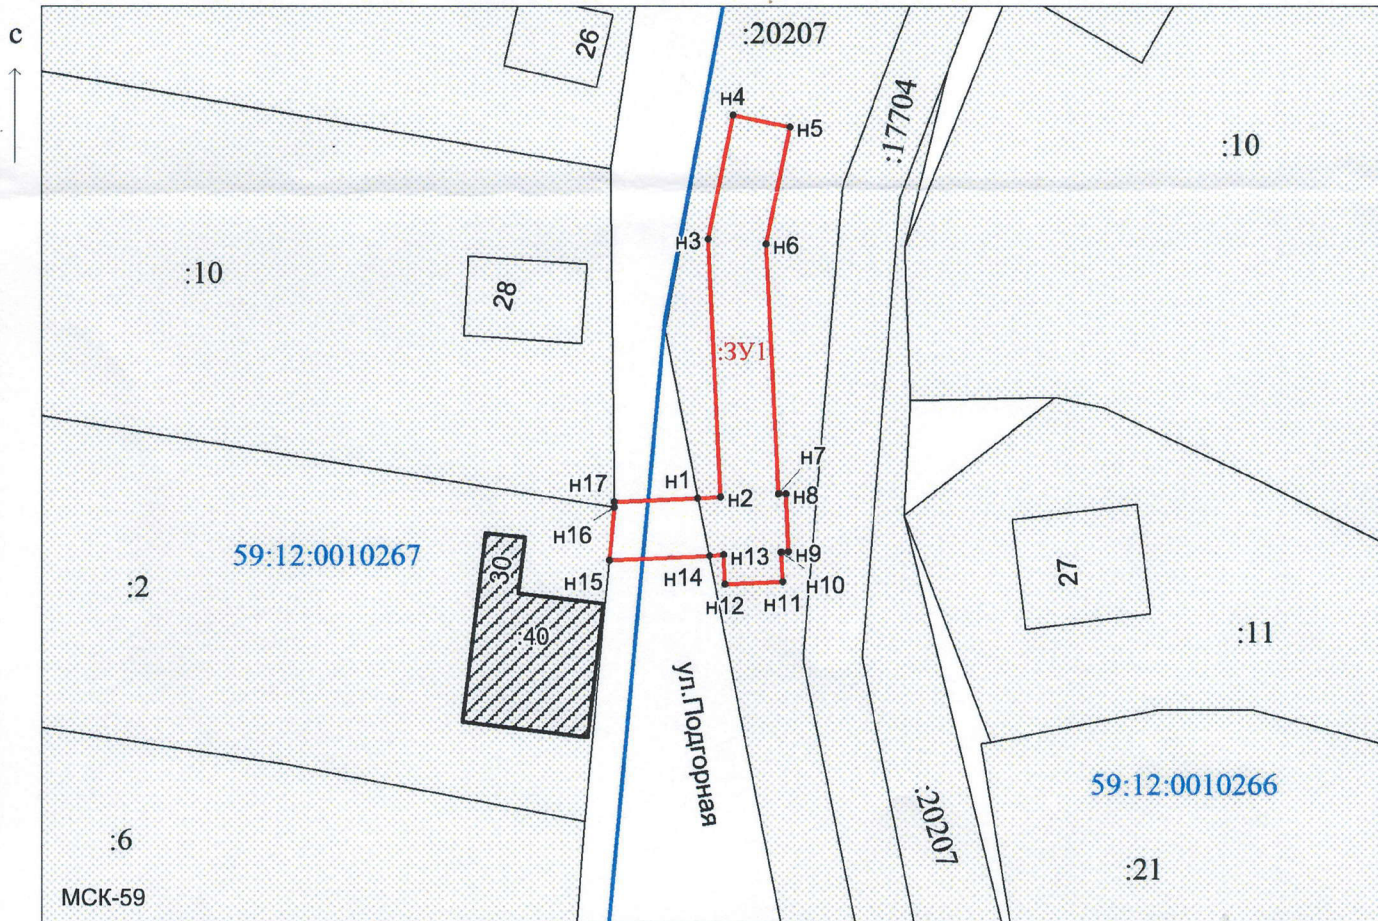 с
26
:20207
н4
н5
:17704
:10
:10
28
н3
н6
:ЗУ1
н7
н17
н1
н2
н8
н16
59:12:0010267
30
н13
н9
н15
н14
н10
:2
н12
н11
27
:40
:11
ул.Подгорная
59:12:0010266
:20207
:6
:21
МСК-59